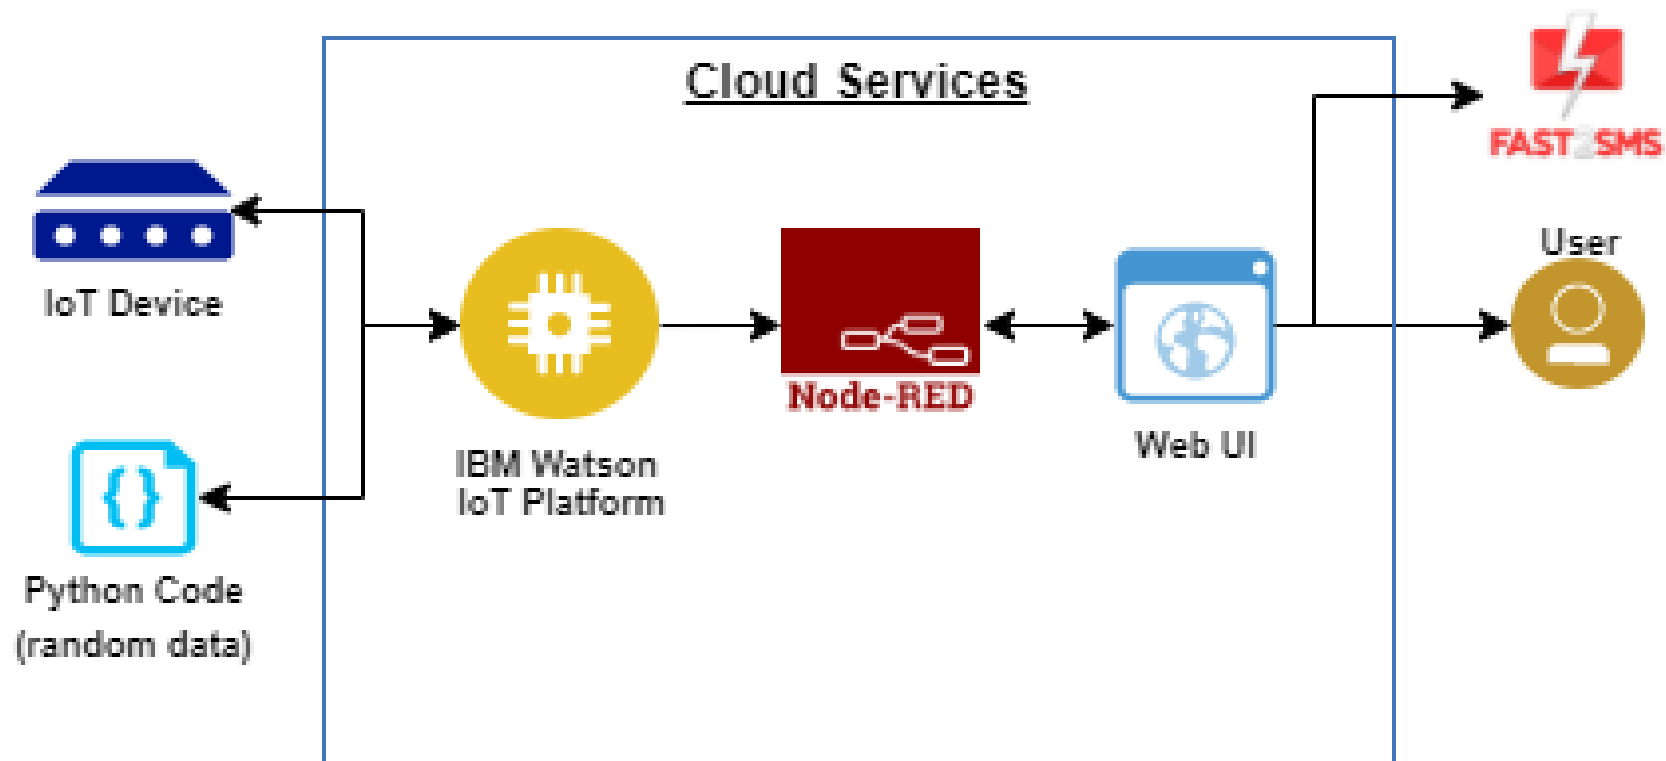 Cloud Services
FAST2SMS
User
IoT Device
Node-RED
Web UI
IBM Watson
IoT Platform
Python Code
(random data)